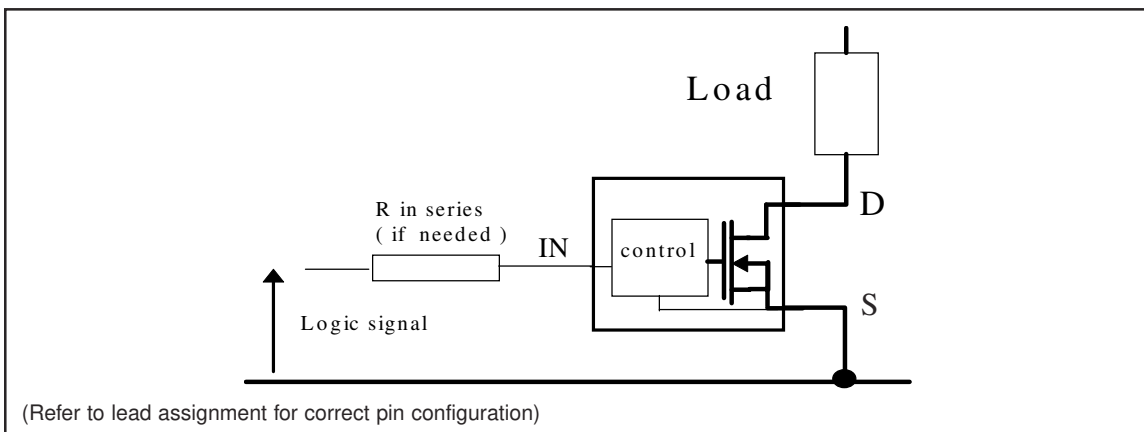 Load
D
R in series
( if needed )
IN
control
S
Logic signal
(Refer to lead assignment for correct pin configuration)